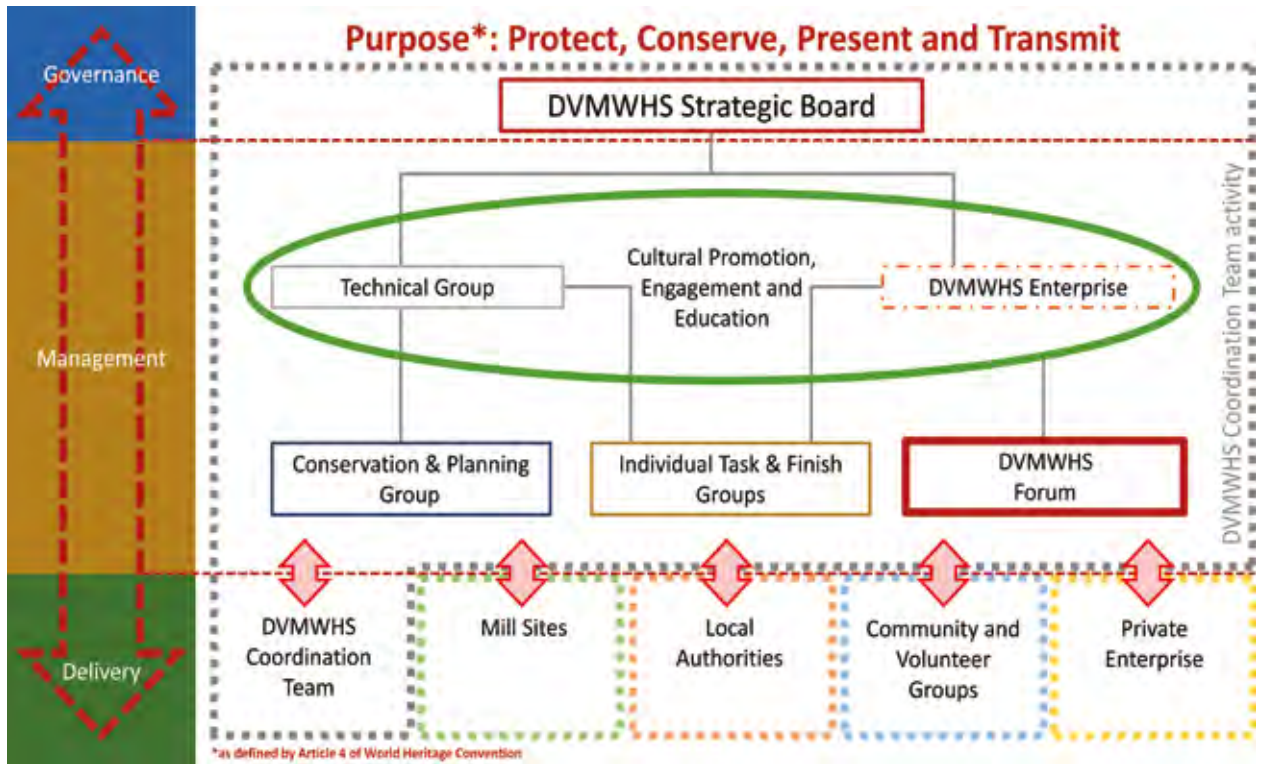 Purpose*: Protect, Conserve, Present and Transmit
Governance
DVMWHS Strategic Board
DVMWHS Coordination Team activity
Management
Technical Group
Cultural Promotion,
Engagement and
Education
DVMWHS Enterprise
Conservation & Planning
Group
Individual Task & Finish
Groups
DVMWHS
Forum
Delivery
DVMWHS
Coordination
Team
Mill Sites
Local
Authorities
Community and
Volunteer
Groups
Private
Enterprise
*as defined by Article 4 of World Heritage Convention